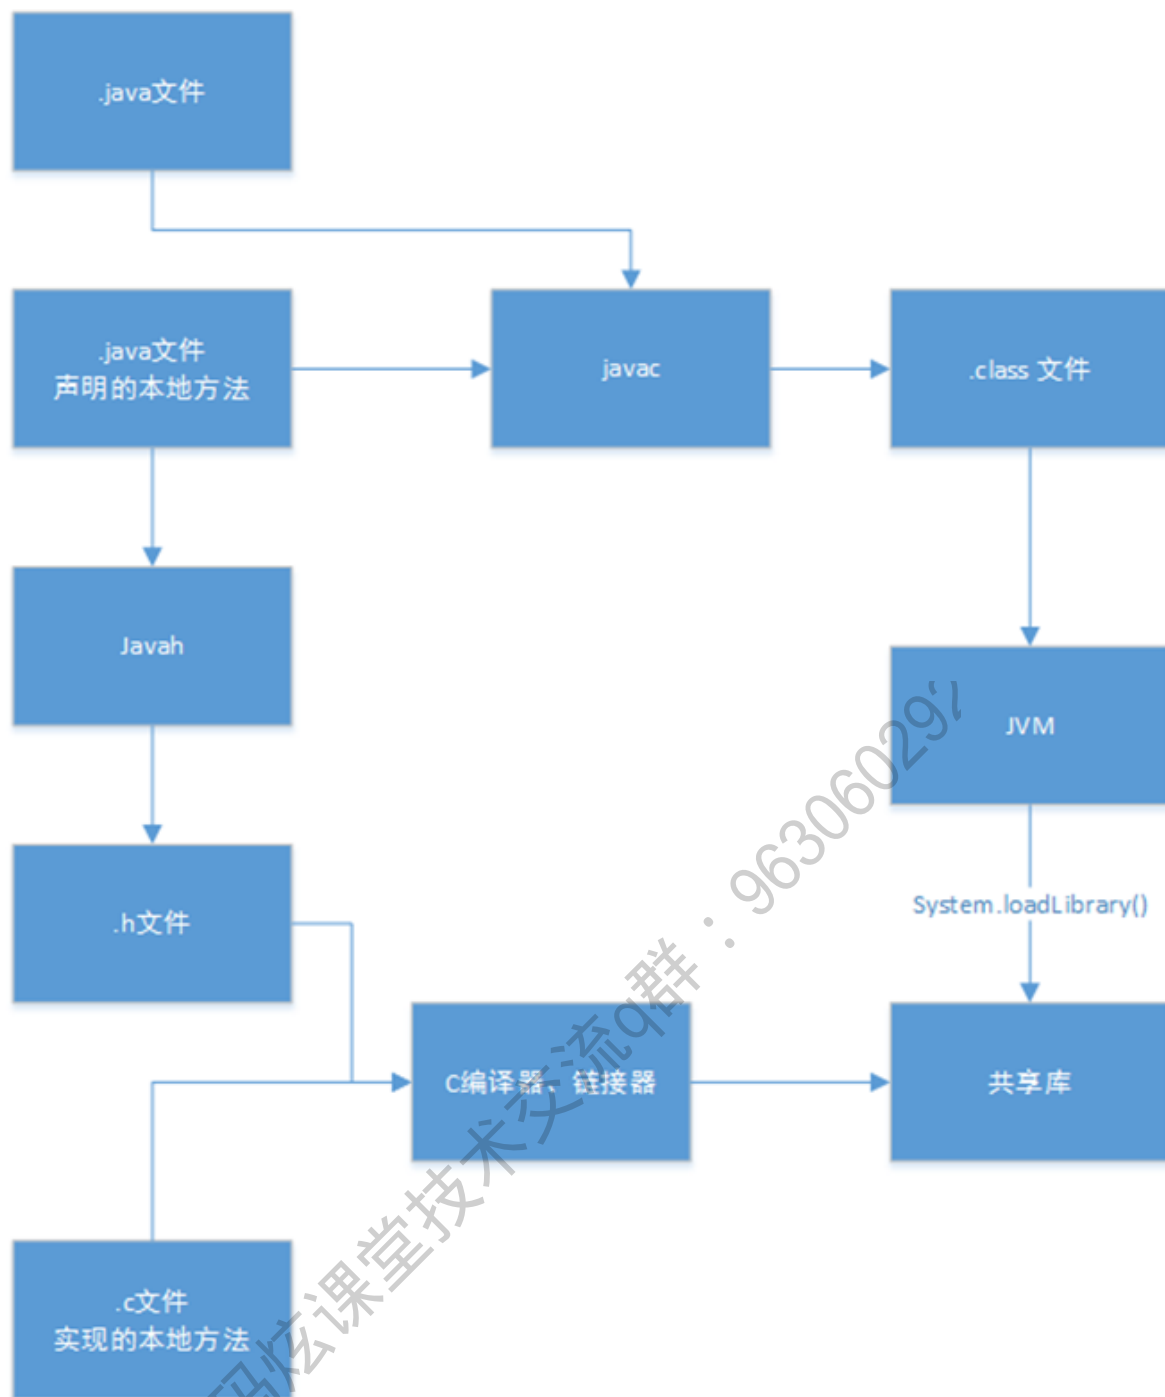 .java文件
.java文件
声明的本地方法
javac
.class 文件
Javah
JVM
.h文件
System.loadLibrary()
C编译器、链接器
共享库
.c文件
实现的本地方法
炫课堂技术交流q群：96306029